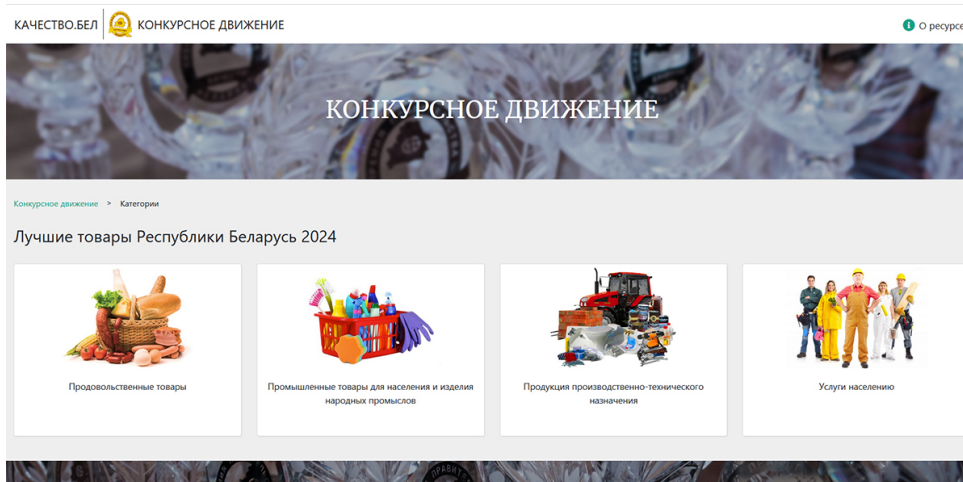 КАЧЕСТВО.БЕЛ КОНКУРСНОЕ ДВИЖЕНИЕ
О ресурсе
КОНКУРСНОЕ ДВИЖЕНИЕ
Конкурсное движение > Категории
Лучшие товары Республики Беларусь 2024
Продовольственные товары
Промышленные товары для населения и изделия
народных промыслов
Продукция производственно-технического
назначения
Услуги населению